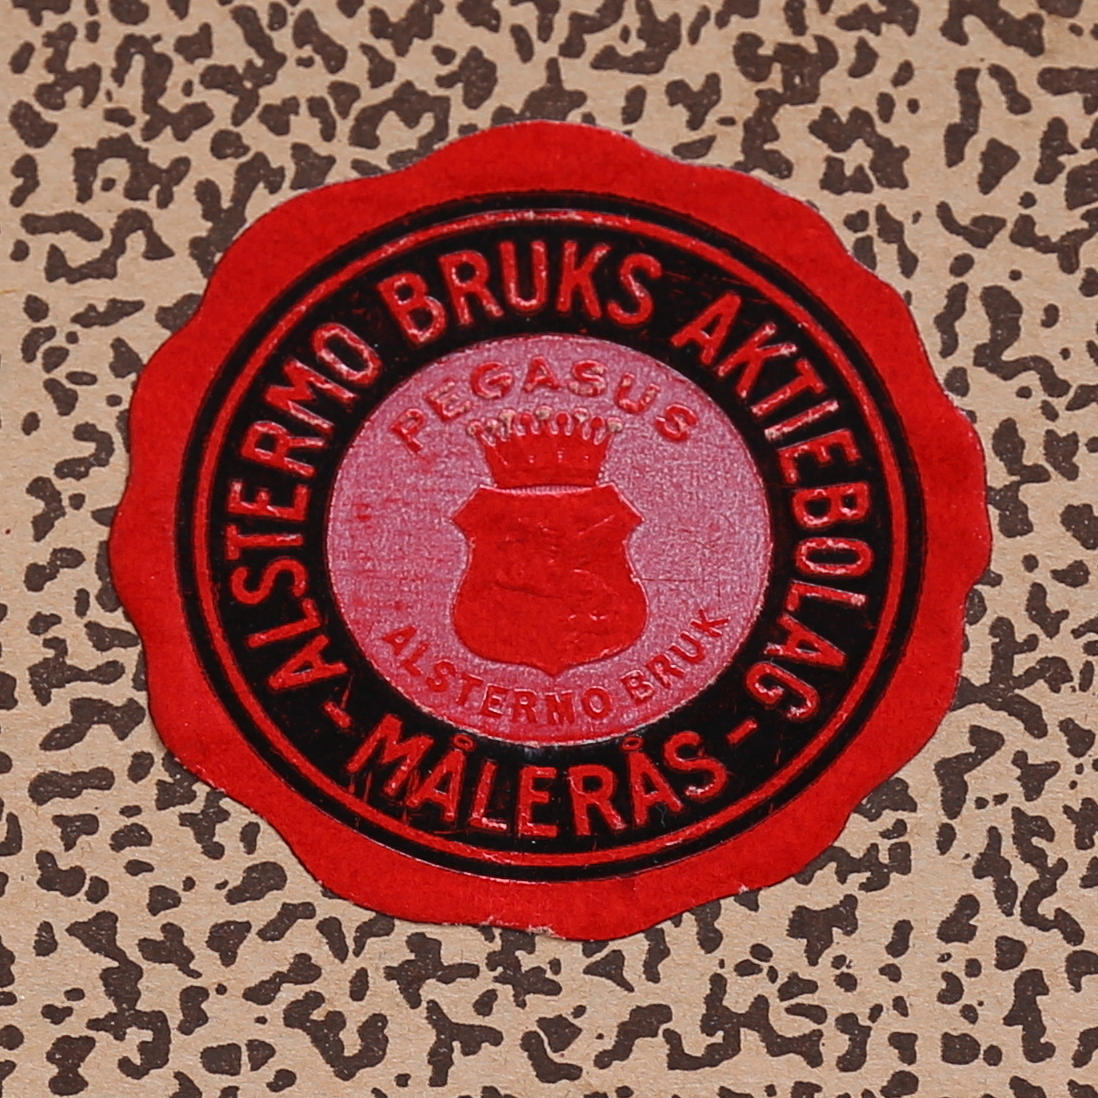 ALSTERMO BRUKS AKTIEBOLAG
- MÅLERÅS -
PEGASUS
ALSTERMO BRUK